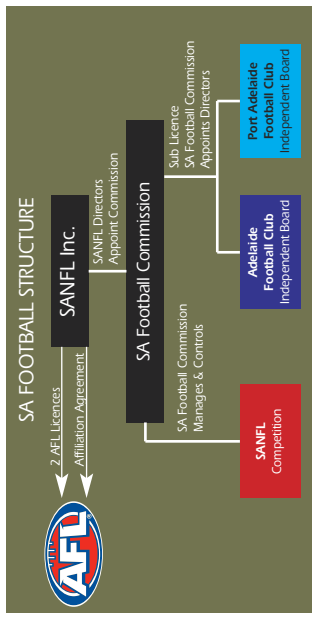 SA FOOTBALL STRUCTURE
AFL
®
2 AFL Licences
Affiliation Agreement
SANFL Inc.
SANFL Directors
Appoint Commission
SA Football Commission
SA Football Commission
Manages & Controls
Sub Licence
SA Football Commission
Appoints Directors
SANFL
Competition
Adelaide
Football Club
Independent Board
Port Adelaide
Football Club
Independent Board